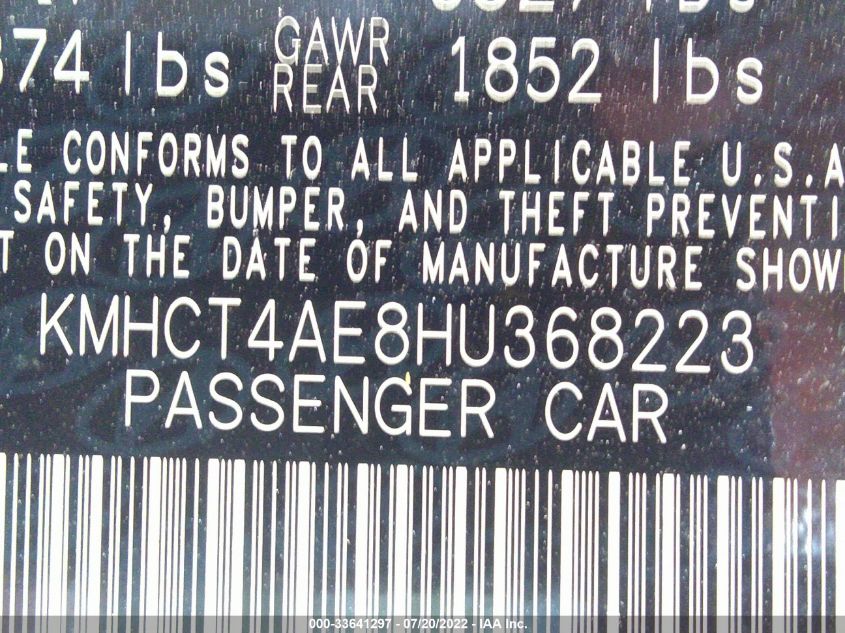 374 lbs GAWR REAR 1852 lbs
LE CONFORMS TO ALL APPLICABLE U.S.A
SAFETY, BUMPER, AND THEFT PREVENTI
T ON THE DATE OF MANUFACTURE SHOWN
KMHCT4AE8HU368223
PASSENGER CAR
000-33641297 - 07/20/2022 - IAA Inc.